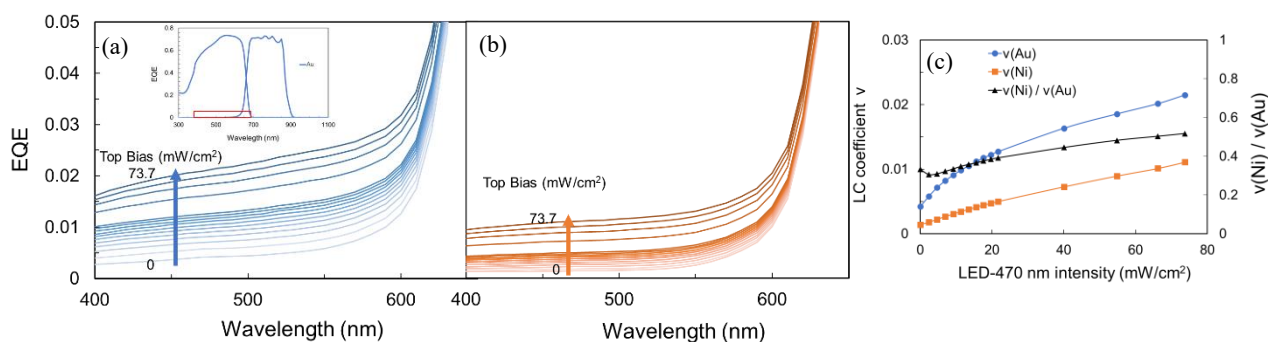 (a)
0.05
0.04
0.03
0.02
0.01
0
EQE
400
500
600
Wavelength (nm)
Top Bias (mW/cm²)
73.7
0
0.8
0.6
0.4
0.2
0
EQE
300
500
700
900
1100
Wavelegth (nm)
Au
(b)
Top Bias (mW/cm²)
73.7
0
400
500
600
Wavelength (nm)
(c)
0.03
0.02
0.01
0
LC coefficient ν
v(Au)
v(Ni)
v(Ni) / v(Au)
1
0.8
0.6
0.4
0.2
0
v(Ni) / v(Au)
0
20
40
60
80
LED-470 nm intensity (mW/cm²)